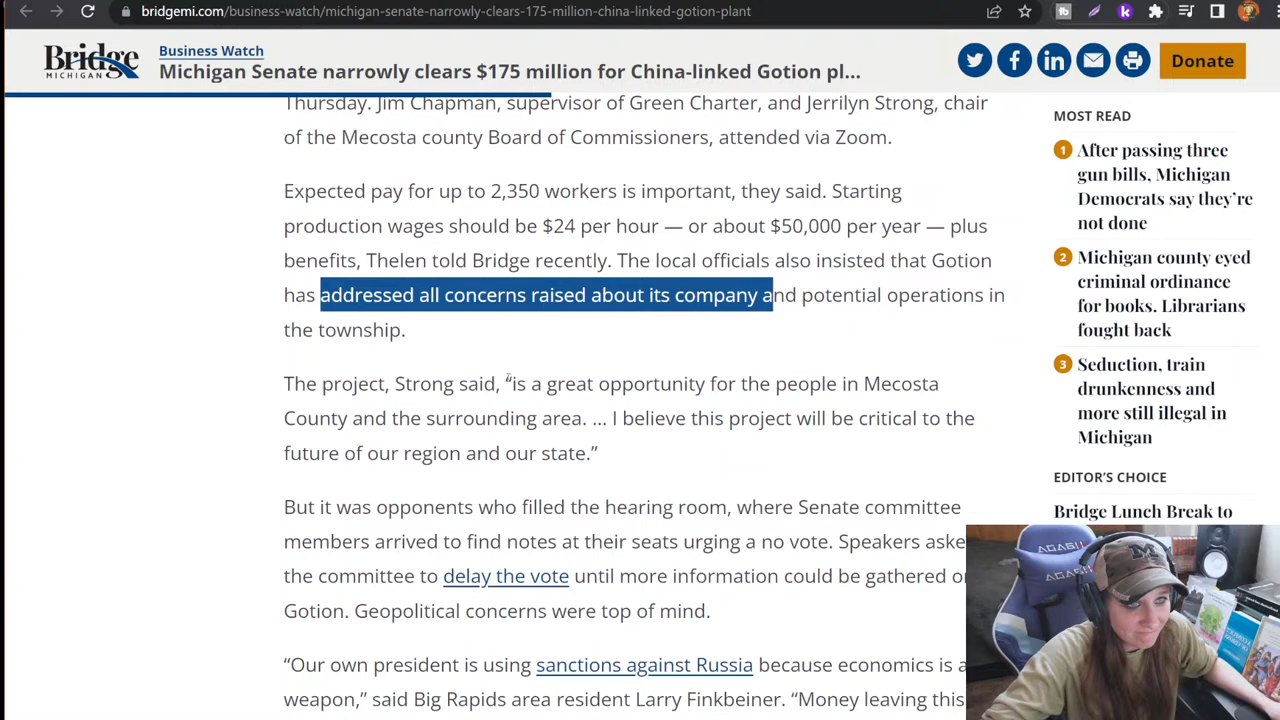 bridgemi.com/business-watch/michigan-senate-narrowly-clears-175-million-china-linked-gotion-plant
Bridge
MICHIGAN
Business Watch
Michigan Senate narrowly clears $175 million for China-linked Gotion pl...
Donate
Thursday. Jim Chapman, supervisor of Green Charter, and Jerrilyn Strong, chair
of the Mecosta county Board of Commissioners, attended via Zoom.
Expected pay for up to 2,350 workers is important, they said. Starting
production wages should be $24 per hour — or about $50,000 per year — plus
benefits, Thelen told Bridge recently. The local officials also insisted that Gotion
has addressed all concerns raised about its company and potential operations in
the township.
The project, Strong said, “is a great opportunity for the people in Mecosta
County and the surrounding area. ... I believe this project will be critical to the
future of our region and our state.”
But it was opponents who filled the hearing room, where Senate committee
members arrived to find notes at their seats urging a no vote. Speakers aske
the committee to delay the vote until more information could be gathered o
Gotion. Geopolitical concerns were top of mind.
“Our own president is using sanctions against Russia because economics is a
weapon,” said Big Rapids area resident Larry Finkbeiner. “Money leaving this
MOST READ
1 After passing three
gun bills, Michigan
Democrats say they’re
not done
2 Michigan county eyed
criminal ordinance
for books. Librarians
fought back
3 Seduction, train
drunkenness and
more still illegal in
Michigan
EDITOR’S CHOICE
Bridge Lunch Break to
AGASI
AGASI
M